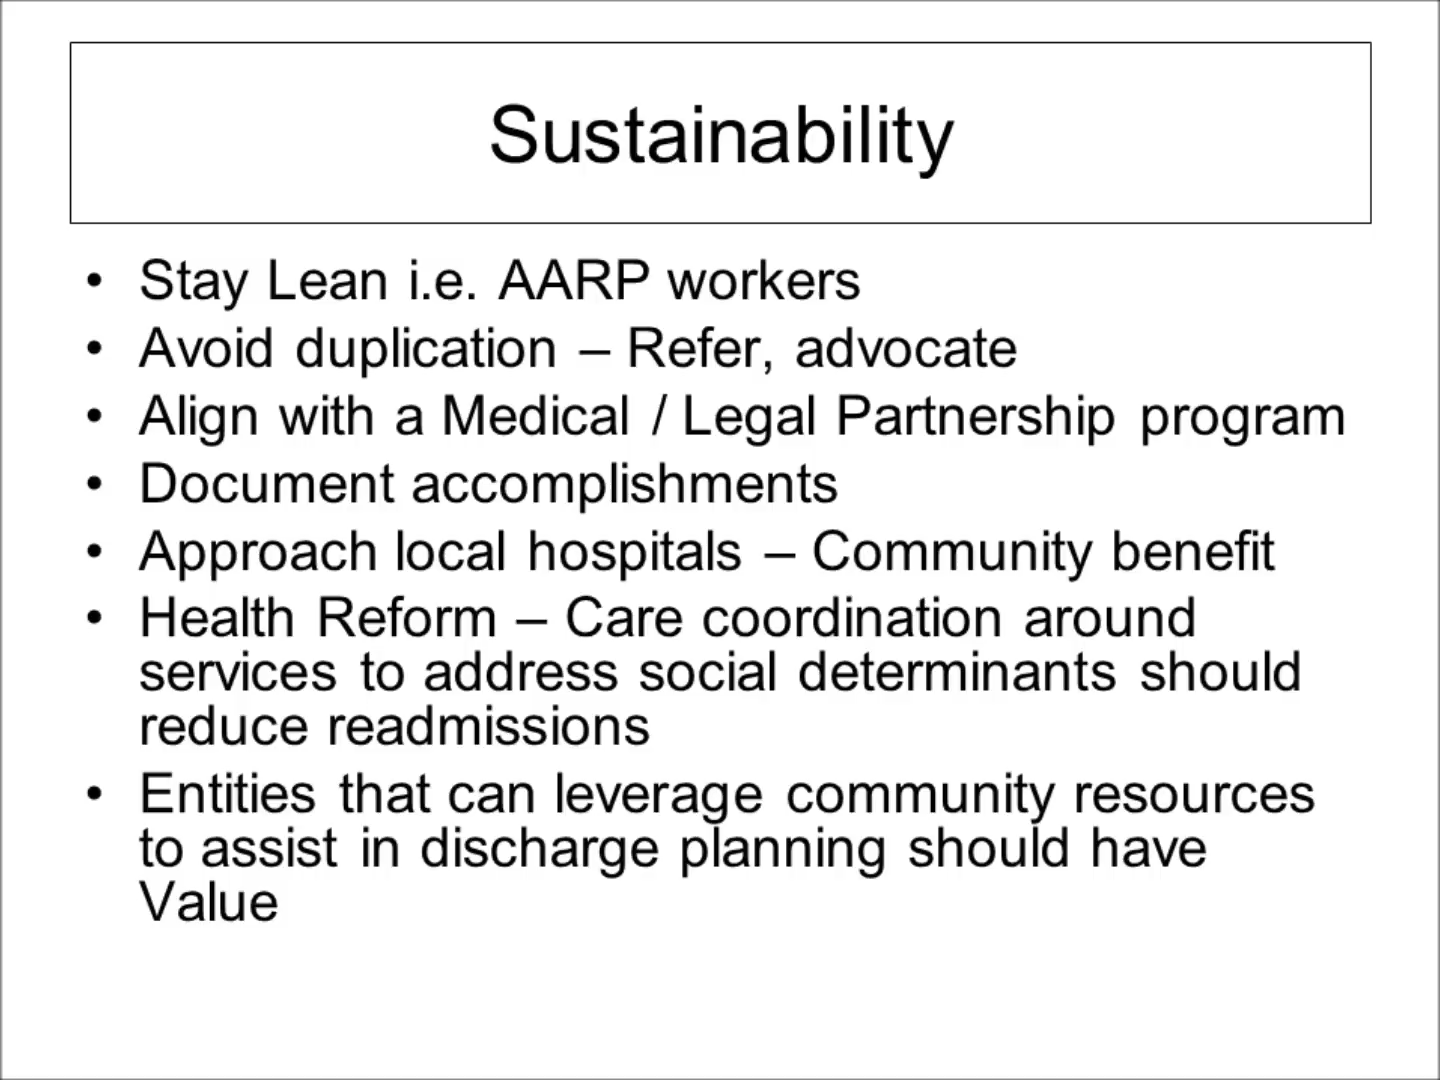 Sustainability
• Stay Lean i.e. AARP workers
• Avoid duplication – Refer, advocate
• Align with a Medical / Legal Partnership program
• Document accomplishments
• Approach local hospitals – Community benefit
• Health Reform – Care coordination around
services to address social determinants should
reduce readmissions
• Entities that can leverage community resources
to assist in discharge planning should have
Value